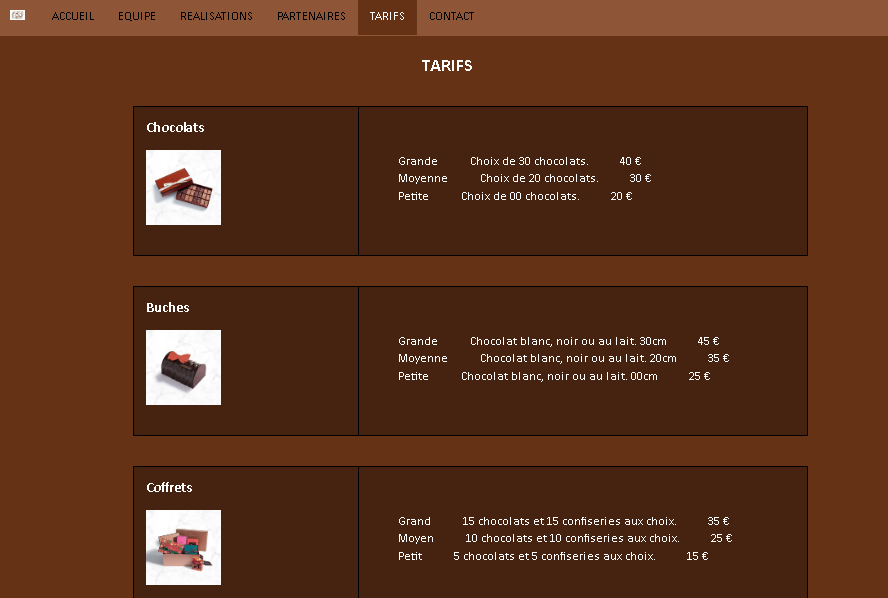 ACCUEIL EQUIPE REALISATIONS PARTENAIRES TARIFS CONTACT
TARIFS
Chocolats
Grande Choix de 30 chocolats. 40 €
Moyenne Choix de 20 chocolats. 30 €
Petite Choix de 00 chocolats. 20 €
Buches
Grande Chocolat blanc, noir ou au lait. 30cm 45 €
Moyenne Chocolat blanc, noir ou au lait. 20cm 35 €
Petite Chocolat blanc, noir ou au lait. 00cm 25 €
Coffrets
Grand 15 chocolats et 15 confiseries aux choix. 35 €
Moyen 10 chocolats et 10 confiseries aux choix. 25 €
Petit 5 chocolats et 5 confiseries aux choix. 15 €